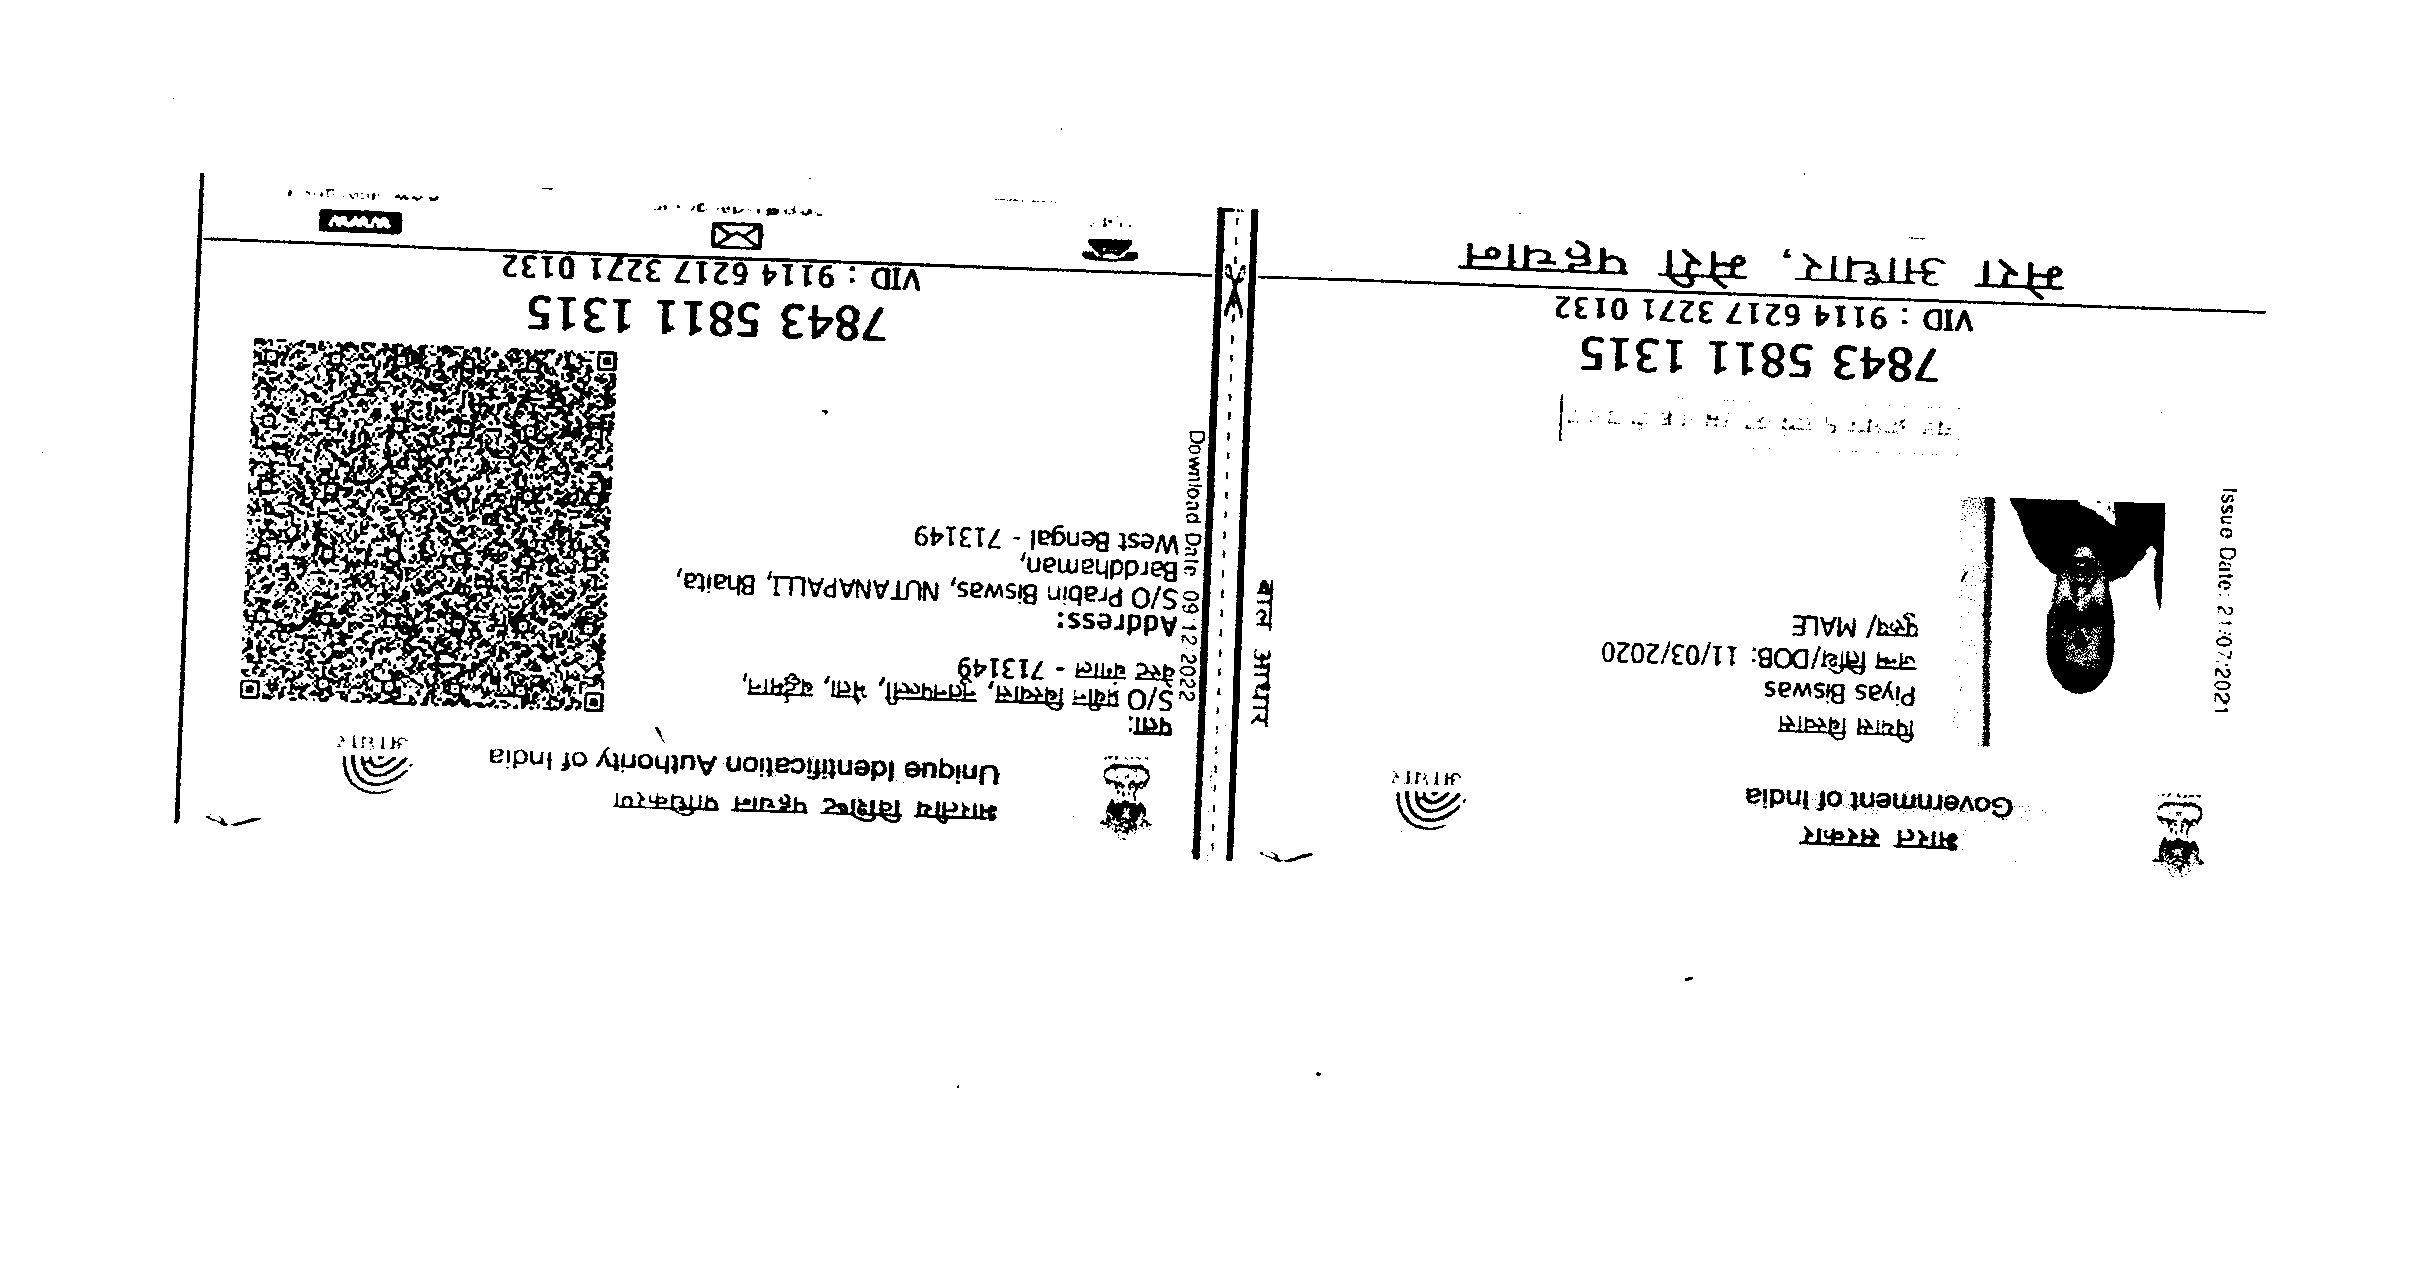 भारत सरकार
Government of India
Issue Date: 21/07/2021
पियास बिस्वास
Piyas Biswas
जन्म तिथि/DOB: 11/03/2020
पुरुष/ MALE
7843 5811 1315
VID : 9114 6217 3271 0132
मेरा आधार, मेरी पहचान
बाल आधार
भारतीय विशिष्ट पहचान प्राधिकरण
Unique Identification Authority of India
Download Date: 09/12/2022
पता:
S/O प्रबीन बिस्वास, नूतनपल्ली, भैता, बर्द्धमान,
वेस्ट बंगाल - 713149
Address:
S/O Prabin Biswas, NUTANAPALLI, Bhaita,
Barddhaman,
West Bengal - 713149
7843 5811 1315
VID : 9114 6217 3271 0132
www